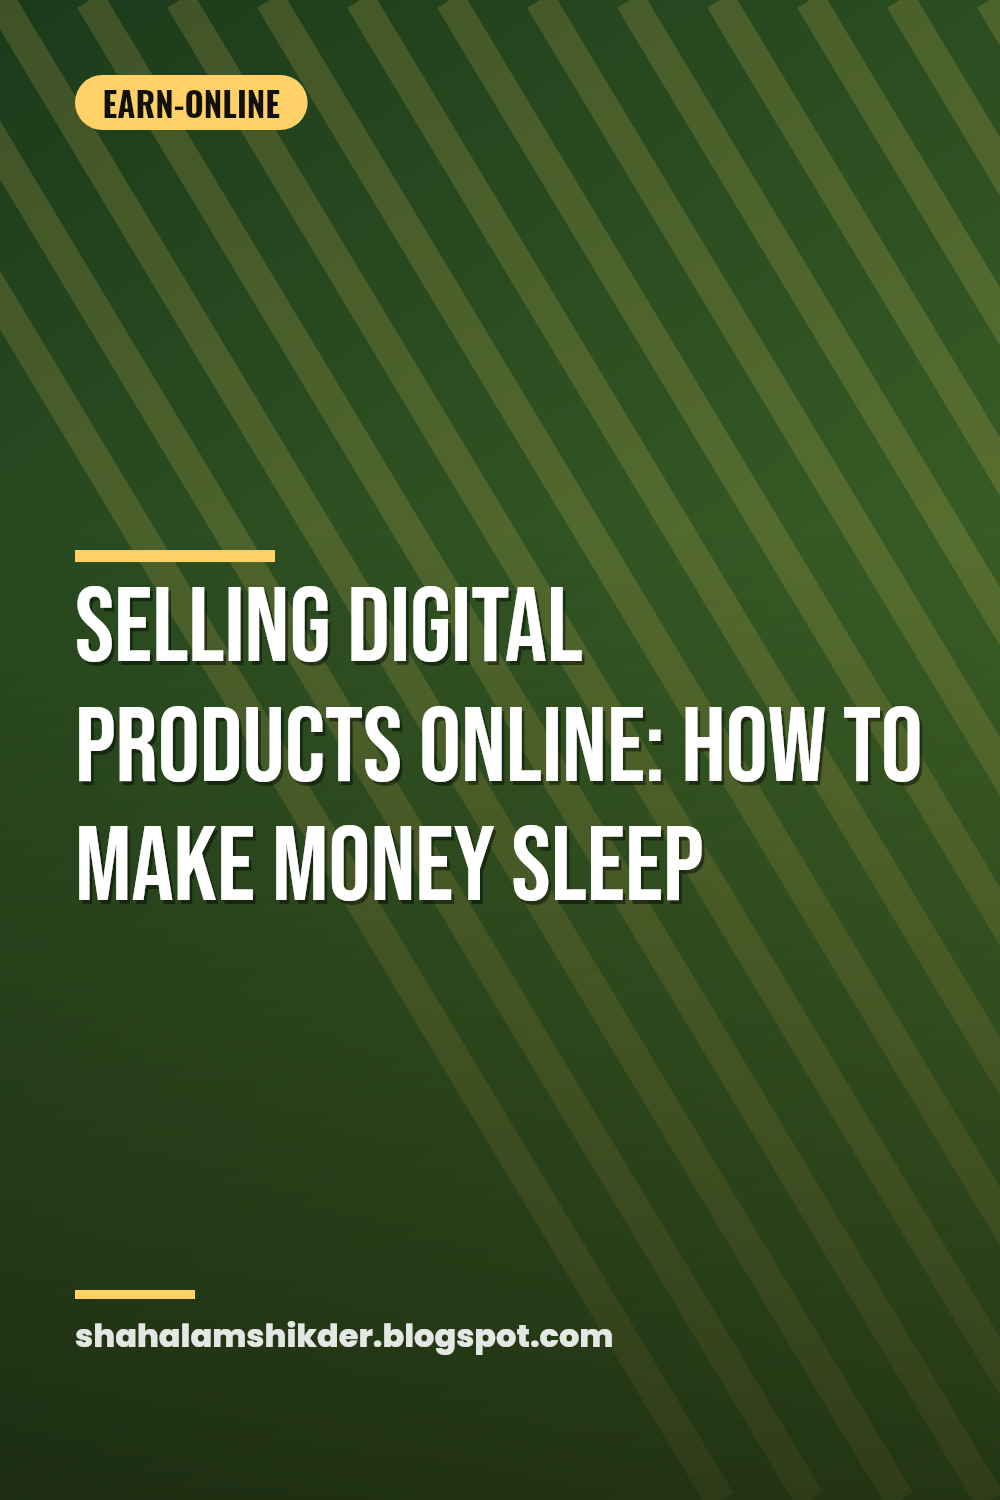 EARN-ONLINE
SELLING DIGITAL
PRODUCTS ONLINE: HOW TO
MAKE MONEY SLEEP
shahalamshikder.blogspot.com